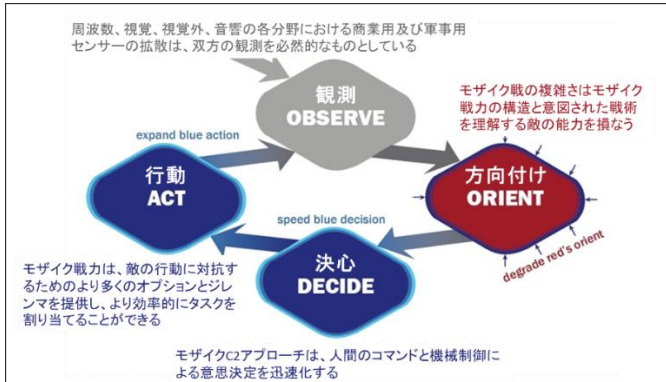 周波数、視覚、視覚外、音響の各分野における商業用及び軍事用
センサーの拡散は、双方の観測を必然的なものとしている
観測
OBSERVE
モザイク戦の複雑さはモザイク
戦力の構造と意図された戦術
を理解する敵の能力を損なう
expand blue action
行動
ACT
方向付け
ORIENT
speed blue decision
degrade red's orient
決心
DECIDE
モザイク戦力は、敵の行動に対抗す
るためのより多くのオプションとジレ
ンマを提供し、より効率的にタスクを
割り当てることができる
モザイクC2アプローチは、人間のコマンドと機械制御に
よる意思決定を迅速化する